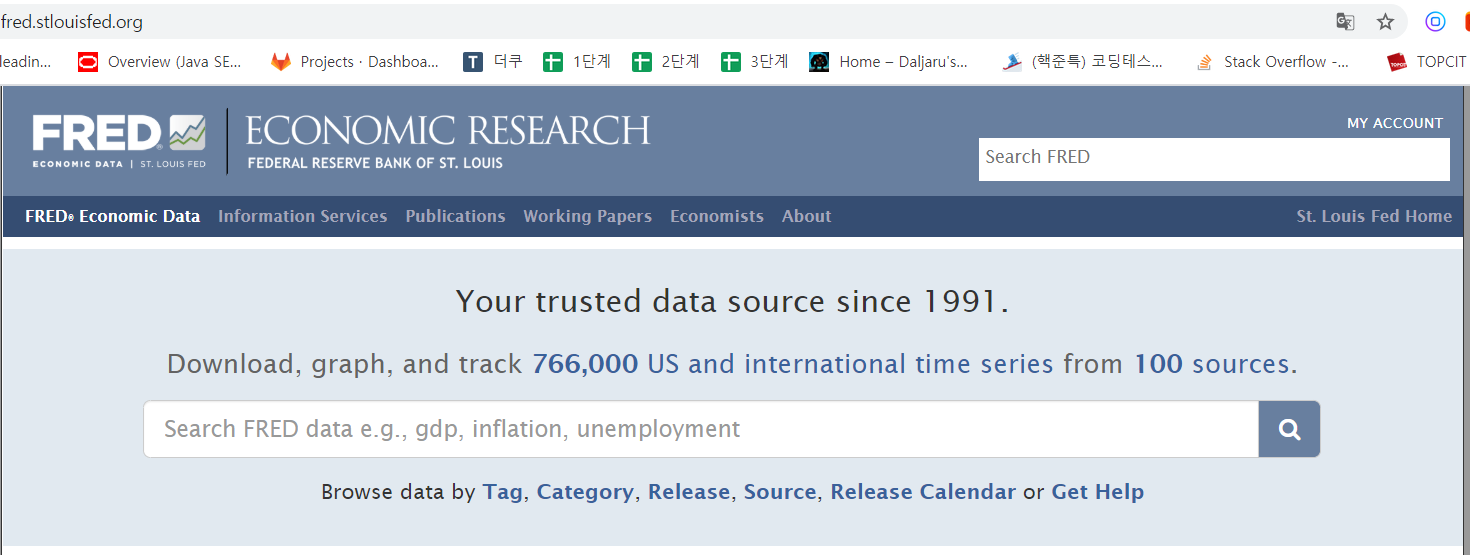 fred.stlouisfed.org
leadin... Overview (Java SE... Projects · Dashboa... T 더쿠 1단계 2단계 3단계 Home – Daljaru's... (핵준특) 코딩테스... Stack Overflow -... TOPCIT
FRED® ECONOMIC RESEARCH
ECONOMIC DATA | ST. LOUIS FED FEDERAL RESERVE BANK OF ST. LOUIS
MY ACCOUNT
Search FRED
FRED® Economic Data Information Services Publications Working Papers Economists About St. Louis Fed Home
Your trusted data source since 1991.
Download, graph, and track 766,000 US and international time series from 100 sources.
Search FRED data e.g., gdp, inflation, unemployment
Browse data by Tag, Category, Release, Source, Release Calendar or Get Help